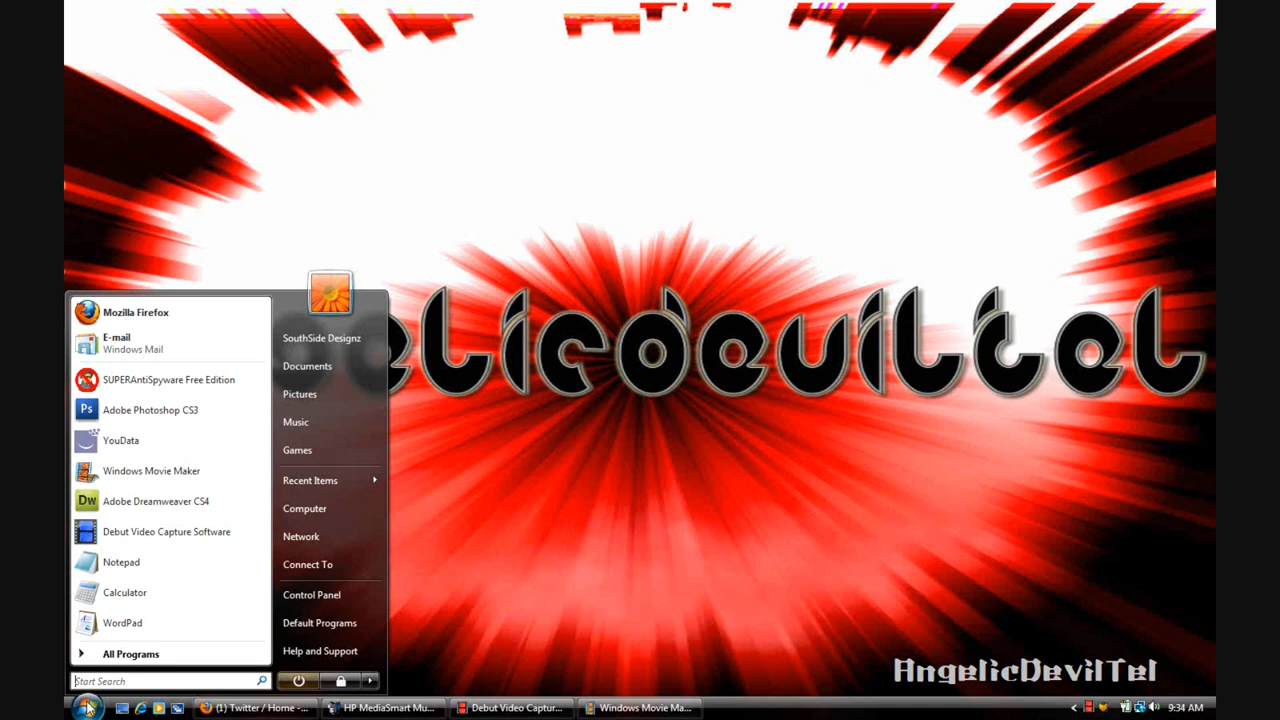 elicdeviltel
Mozilla Firefox
E-mail
Windows Mail
SUPERAntiSpyware Free Edition
Ps
Adobe Photoshop CS3
YouData
Windows Movie Maker
Dw
Adobe Dreamweaver CS4
Debut Video Capture Software
Notepad
Calculator
WordPad
All Programs
Start Search
SouthSide Designz
Documents
Pictures
Music
Games
Recent Items
Computer
Network
Connect To
Control Panel
Default Programs
Help and Support
AngelicDevilTel
(1) Twitter / Home -...
HP MediaSmart Mu...
Debut Video Captur...
Windows Movie Ma...
9:34 AM